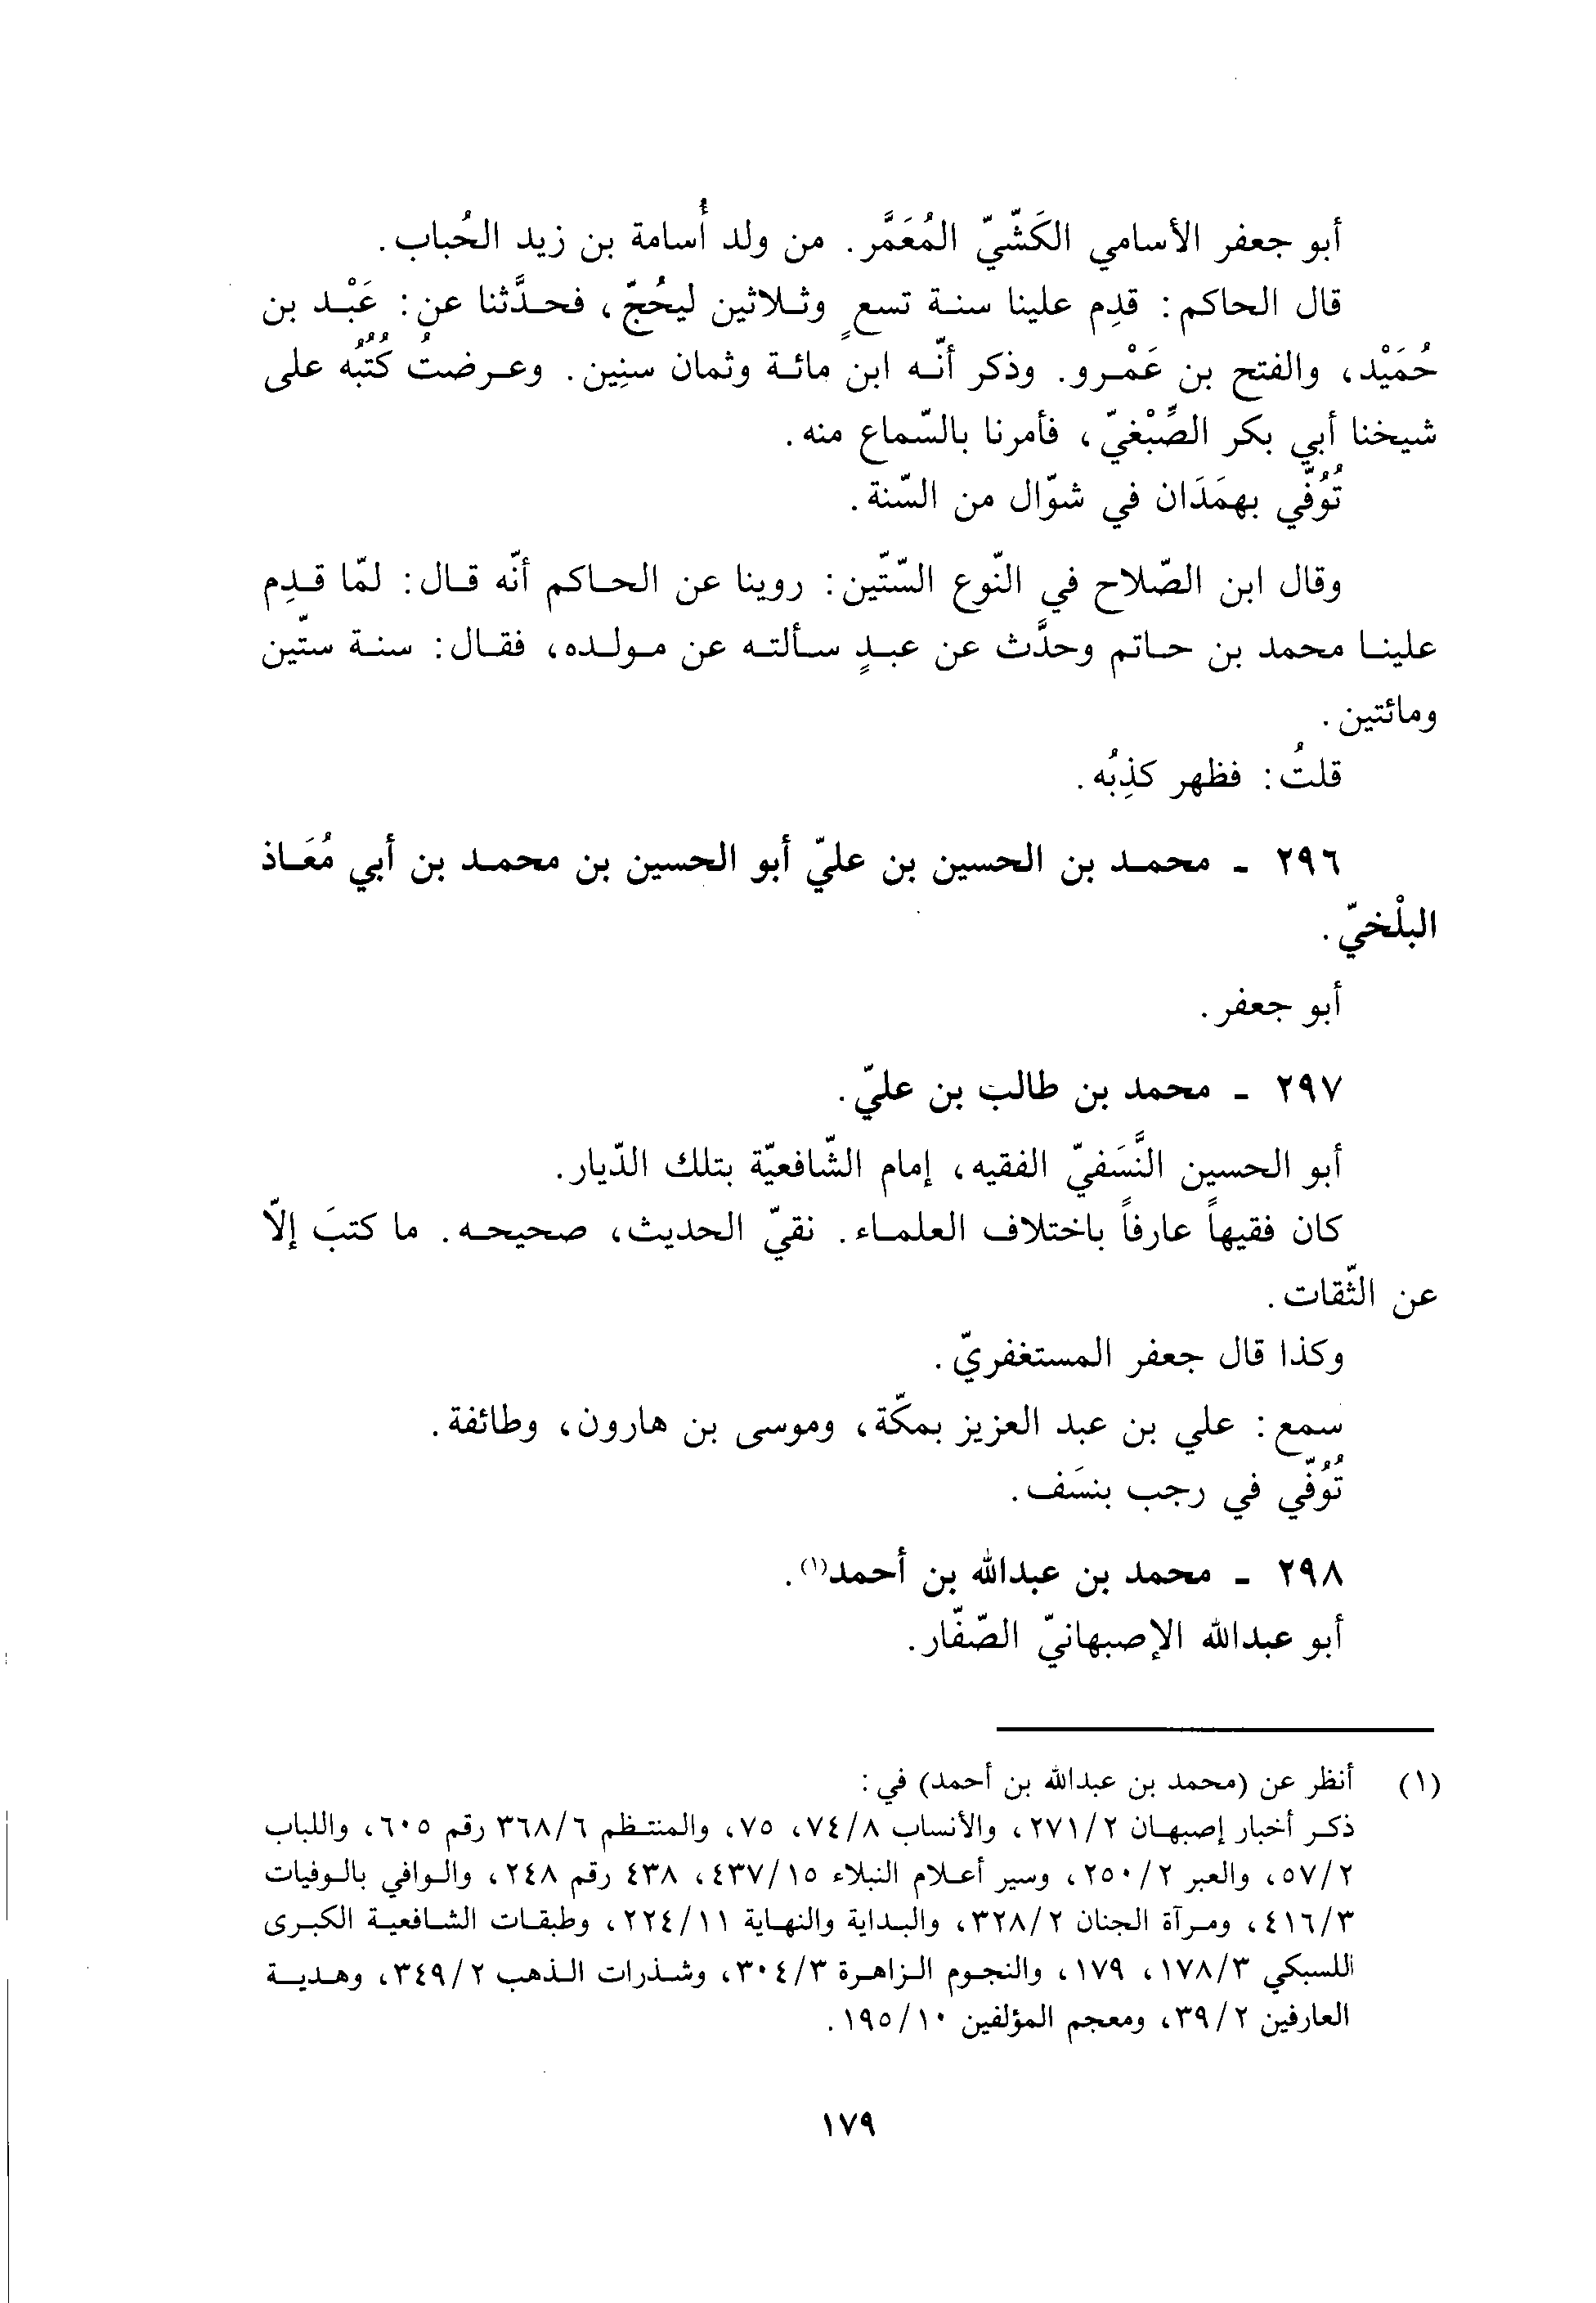 أبو جعفر الأسامي الكَشّيّ المُعَمَّر. من ولد أُسامة بن زيد الحُباب.
قال الحاكم: قدِم علينا سنة تسعٍ وثلاثين ليحُجّ، فحدَّثنا عن: عَبْد بن
حُمَيْد، والفتح بن عَمْرو. وذكر أنّه ابن مائة وثمان سنِين. وعرضتُ كُتُبُه على
شيخنا أبي بكر الصِّبْغيّ، فأمرنا بالسّماع منه.
تُوُفّي بهمَدَان في شوّال من السّنة.
وقال ابن الصّلاح في النّوع السّتّين: روينا عن الحاكم أنّه قال: لمّا قدِم
علينا محمد بن حاتم وحدَّث عن عبدٍ سألته عن مولده، فقال: سنة ستّين
ومائتين.
قلتُ: فظهر كذِبُه.
٢٩٦ - محمد بن الحسين بن عليّ أبو الحسين بن محمد بن أبي مُعَاذ
البلْخيّ.
أبو جعفر.
٢٩٧ - محمد بن طالب بن عليّ.
أبو الحسين النَّسَفيّ الفقيه، إمام الشّافعيّة بتلك الدّيار.
كان فقيهاً عارفاً باختلاف العلماء. نقيّ الحديث، صحيحه. ما كتبَ إلّا
عن الثّقات.
وكذا قال جعفر المستغفريّ.
سمع: علي بن عبد العزيز بمكّة، وموسى بن هارون، وطائفة.
تُوُفّي في رجب بنسَف.
٢٩٨ - محمد بن عبدالله بن أحمد(١).
أبو عبدالله الإصبهانيّ الصّفّار.
(١) أنظر عن (محمد بن عبدالله بن أحمد) في:
ذكر أخبار إصبهان ٢٧١/٢، والأنساب ٧٤/٨، ٧٥، والمنتظم ٣٦٨/٦ رقم ٦٠٥، واللباب
٥٧/٢، والعبر ٢٥٠/٢، وسير أعلام النبلاء ٤٣٧/١٥، ٤٣٨ رقم ٢٤٨، والوافي بالوفيات
٤١٦/٣، ومرآة الجنان ٣٢٨/٢، والبداية والنهاية ٢٢٤/١١، وطبقات الشافعية الكبرى
للسبكي ١٧٨/٣، ١٧٩، والنجوم الزاهرة ٣٠٤/٣، وشذرات الذهب ٣٤٩/٢، وهدية
العارفين ٣٩/٢، ومعجم المؤلفين ١٩٥/١٠.
١٧٩